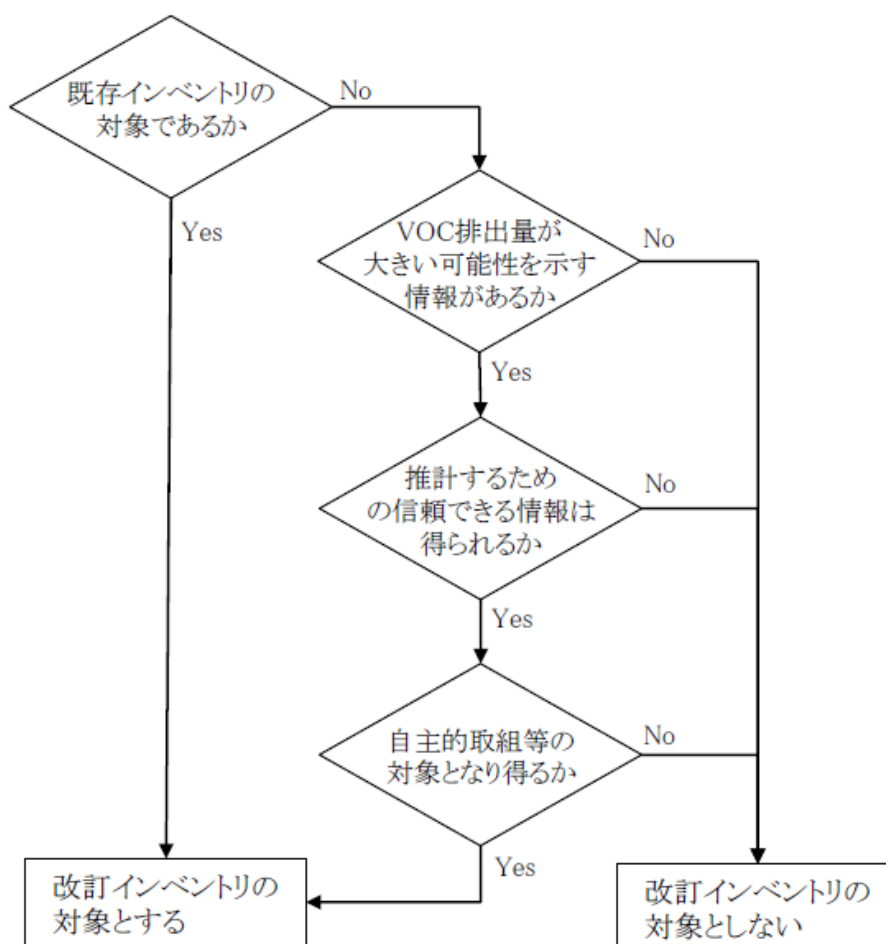 既存インベントリの
対象であるか
No
Yes
VOC排出量が
大きい可能性を示す
情報があるか
No
Yes
推計するため
の信頼できる情報は
得られるか
No
Yes
自主的取組等の
対象となり得るか
No
Yes
改訂インベントリの
対象とする
改訂インベントリの
対象としない